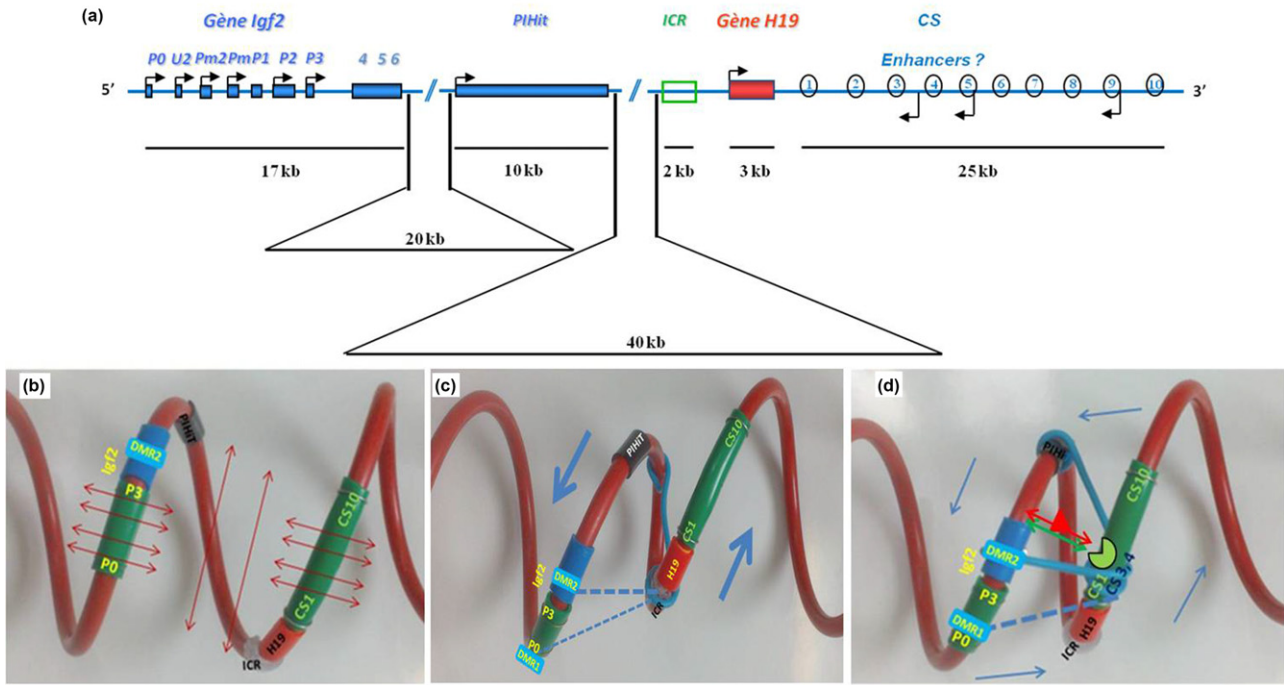 (a)
Gène Igf2 PIHit ICR Gène H19 CS
P0 U2 Pm2 Pm P1 P2 P3 4 5 6 Enhancers ?
5' // // 1 2 3 4 5 6 7 8 9 10 3'
17 kb 10 kb 2 kb 3 kb 25 kb
20 kb
40 kb
(b)
PIHiT
DMR2
Igf2
P3
P0
CS10
CS1
H19
ICR
(c)
PIHiT
CS10
CS1
H19
Igf2
DMR2
ICR
P3
P0
DMR1
(d)
PIHi
CS10
Igf2
DMR2
CS 3, 4
CS1
P3
DMR1
P0
H19
ICR